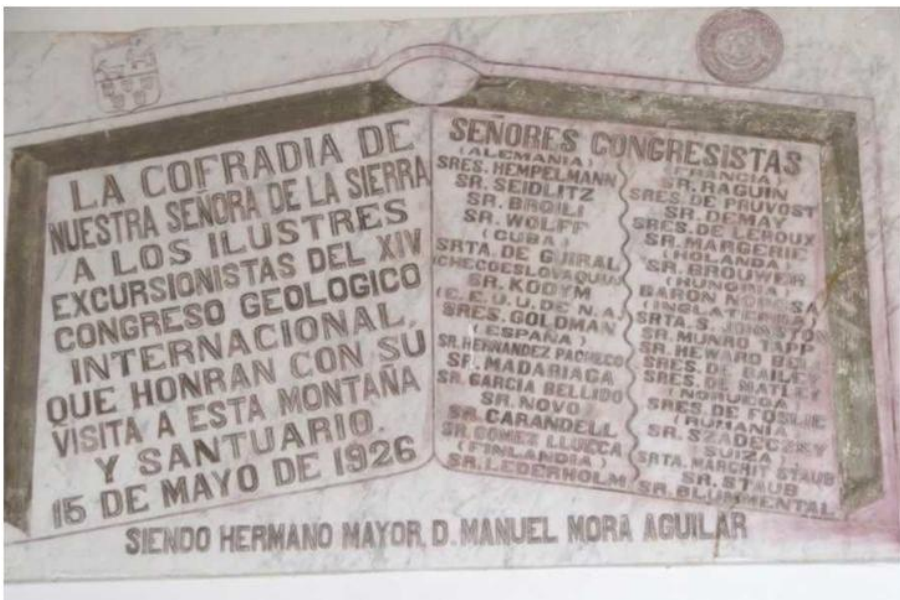 LA COFRADIA DE
NUESTRA SEÑORA DE LA SIERRA
A LOS ILUSTRES
EXCURSIONISTAS DEL XIV
CONGRESO GEOLOGICO
INTERNACIONAL,
QUE HONRAN CON SU
VISITA A ESTA MONTAÑA
Y SANTUARIO.
15 DE MAYO DE 1926
SEÑORES CONGRESISTAS
(ALEMANIA)
SRES. HEMPELMANN
SR. SEIDLITZ
SR. BROILI
SR. WOLFF
(CUBA)
SRTA. DE GUIRAL
(CHECOESLOVAQUIA)
SR. KODYM
(E.E.U.U. DE N.A.)
SRES. GOLDMAN
(ESPAÑA)
SR. HERNANDEZ PACHECO
SR. MADARIAGA
SR. GARCIA BELLIDO
SR. NOVO
SR. CARANDELL
SR. GOMEZ LLUECA
(FINLANDIA)
SR. LEDERHOLM
(FRANCIA)
SR. RAGUIN
SRES. DE PRUVOST
SR. DEMAY
SRES. DE LEROUX
SR. MARGERIE
(HOLANDA)
SR. BROUWER
(HUNGRIA)
BARON
(INGLATERRA)
SRTA. S.
SR. MUNRO TAPP
SR. HEWARD BELL
SRES. DE BAILEY
SRES. DE MATLEY
(NORUEGA
SRES. DE FOSLIE
(RUMANIA)
SR. SZADECZKY
SUIZA
SRTA. MARGRIT STAUB
SR. STAUB
SR. BLUMMENTAL
SIENDO HERMANO MAYOR, D. MANUEL MORA AGUILAR